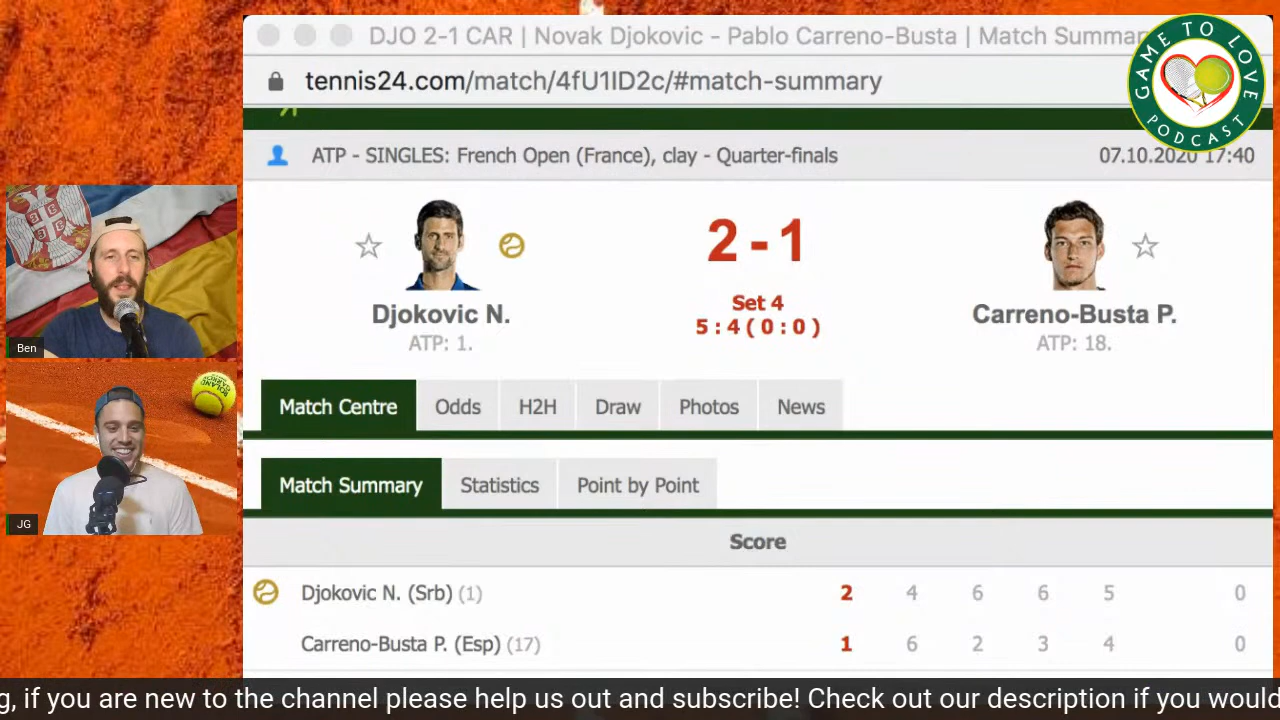 DJO 2-1 CAR | Novak Djokovic - Pablo Carreno-Busta | Match Summar
tennis24.com/match/4fU1lD2c/#match-summary
GAME TO LOVE PODCAST
ATP - SINGLES: French Open (France), clay - Quarter-finals 07.10.2020 17:40
2 - 1
Set 4
5 : 4 ( 0 : 0 )
Djokovic N.
ATP: 1.
Carreno-Busta P.
ATP: 18.
Match Centre Odds H2H Draw Photos News
Match Summary Statistics Point by Point
Score
Djokovic N. (Srb) (1) 2 4 6 6 5 0
Carreno-Busta P. (Esp) (17) 1 6 2 3 4 0
Ben
JG
g, if you are new to the channel please help us out and subscribe! Check out our description if you would